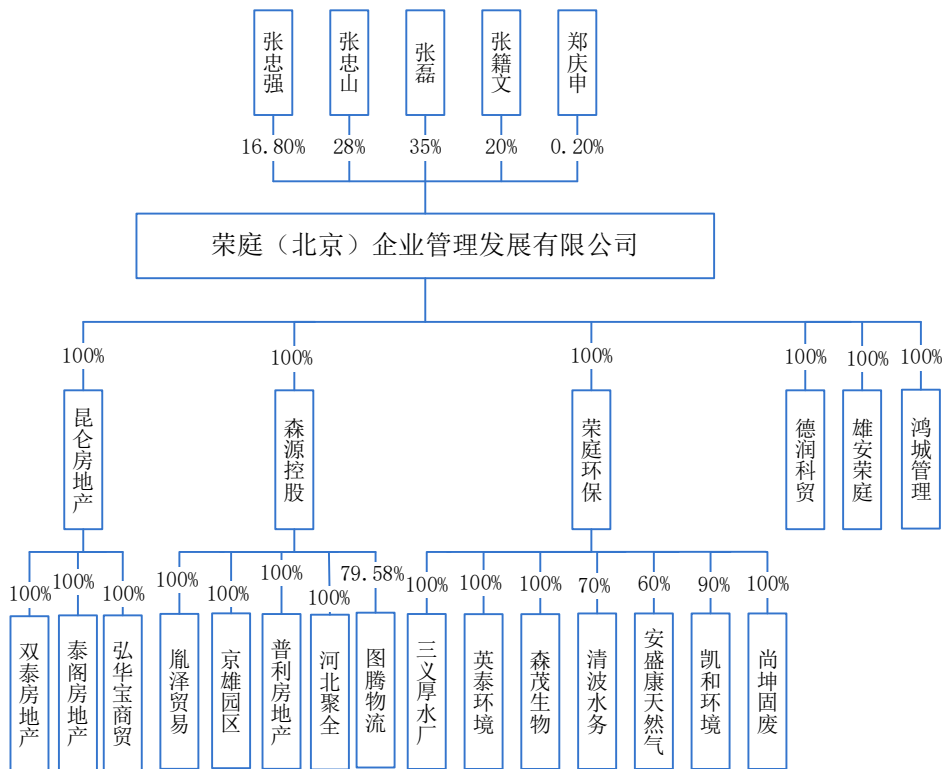 张忠强
张忠山
张磊
张籍文
郑庆申
16.80%
28%
35%
20%
0.20%
荣庭（北京）企业管理发展有限公司
100%
100%
100%
100%
100%
100%
昆仑房地产
森源控股
荣庭环保
德润科贸
雄安荣庭
鸿城管理
100%
100%
100%
100%
100%
100%
100%
79.58%
100%
100%
100%
70%
60%
90%
100%
双泰房地产
泰阁房地产
弘华宝商贸
胤泽贸易
京雄园区
普利房地产
河北聚全
图腾物流
三义厚水厂
英泰环境
森茂生物
清波水务
安盛康天然气
凯和环境
尚坤固废